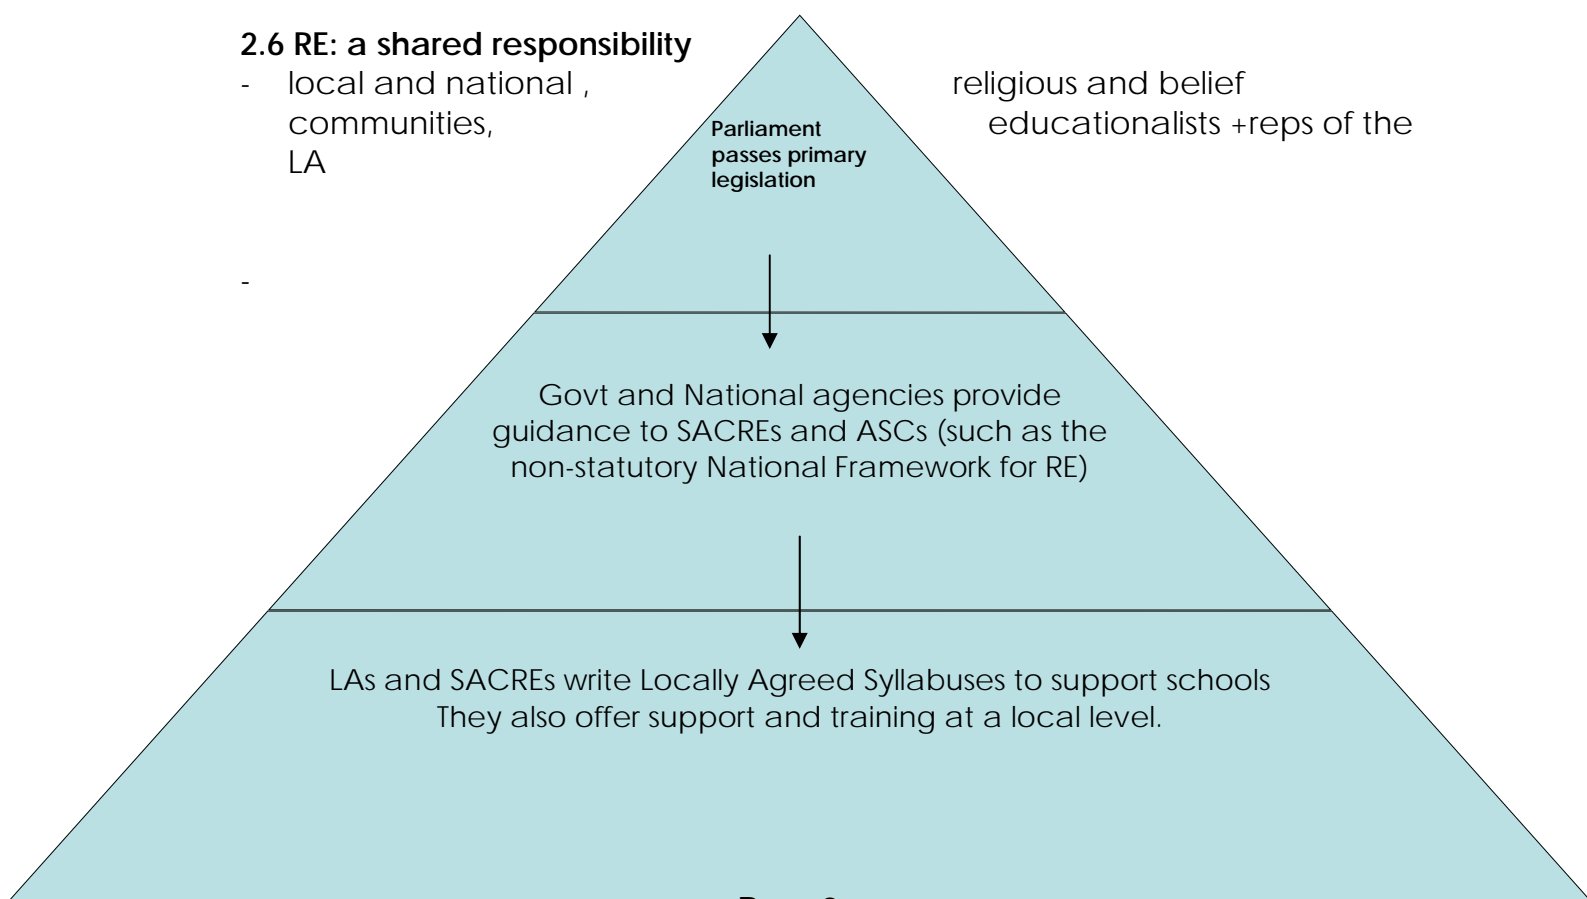 2.6 RE: a shared responsibility
- local and national , religious and belief
communities, educationalists +reps of the
LA
Parliament
passes primary
legislation
-
Govt and National agencies provide
guidance to SACREs and ASCs (such as the
non-statutory National Framework for RE)
LAs and SACREs write Locally Agreed Syllabuses to support schools
They also offer support and training at a local level.